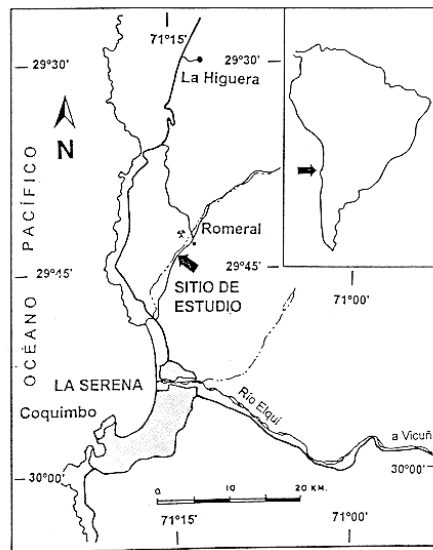 71°15'
29°30'
29°30'
La Higuera
N
OCÉANO PACÍFICO
Romeral
29°45'
29°45'
SITIO DE
ESTUDIO
71°00'
LA SERENA
Coquimbo
Río Elqui
a Vicuñ
30°00'
30°00'
0 10 20 KM.
71°15'
71°00'